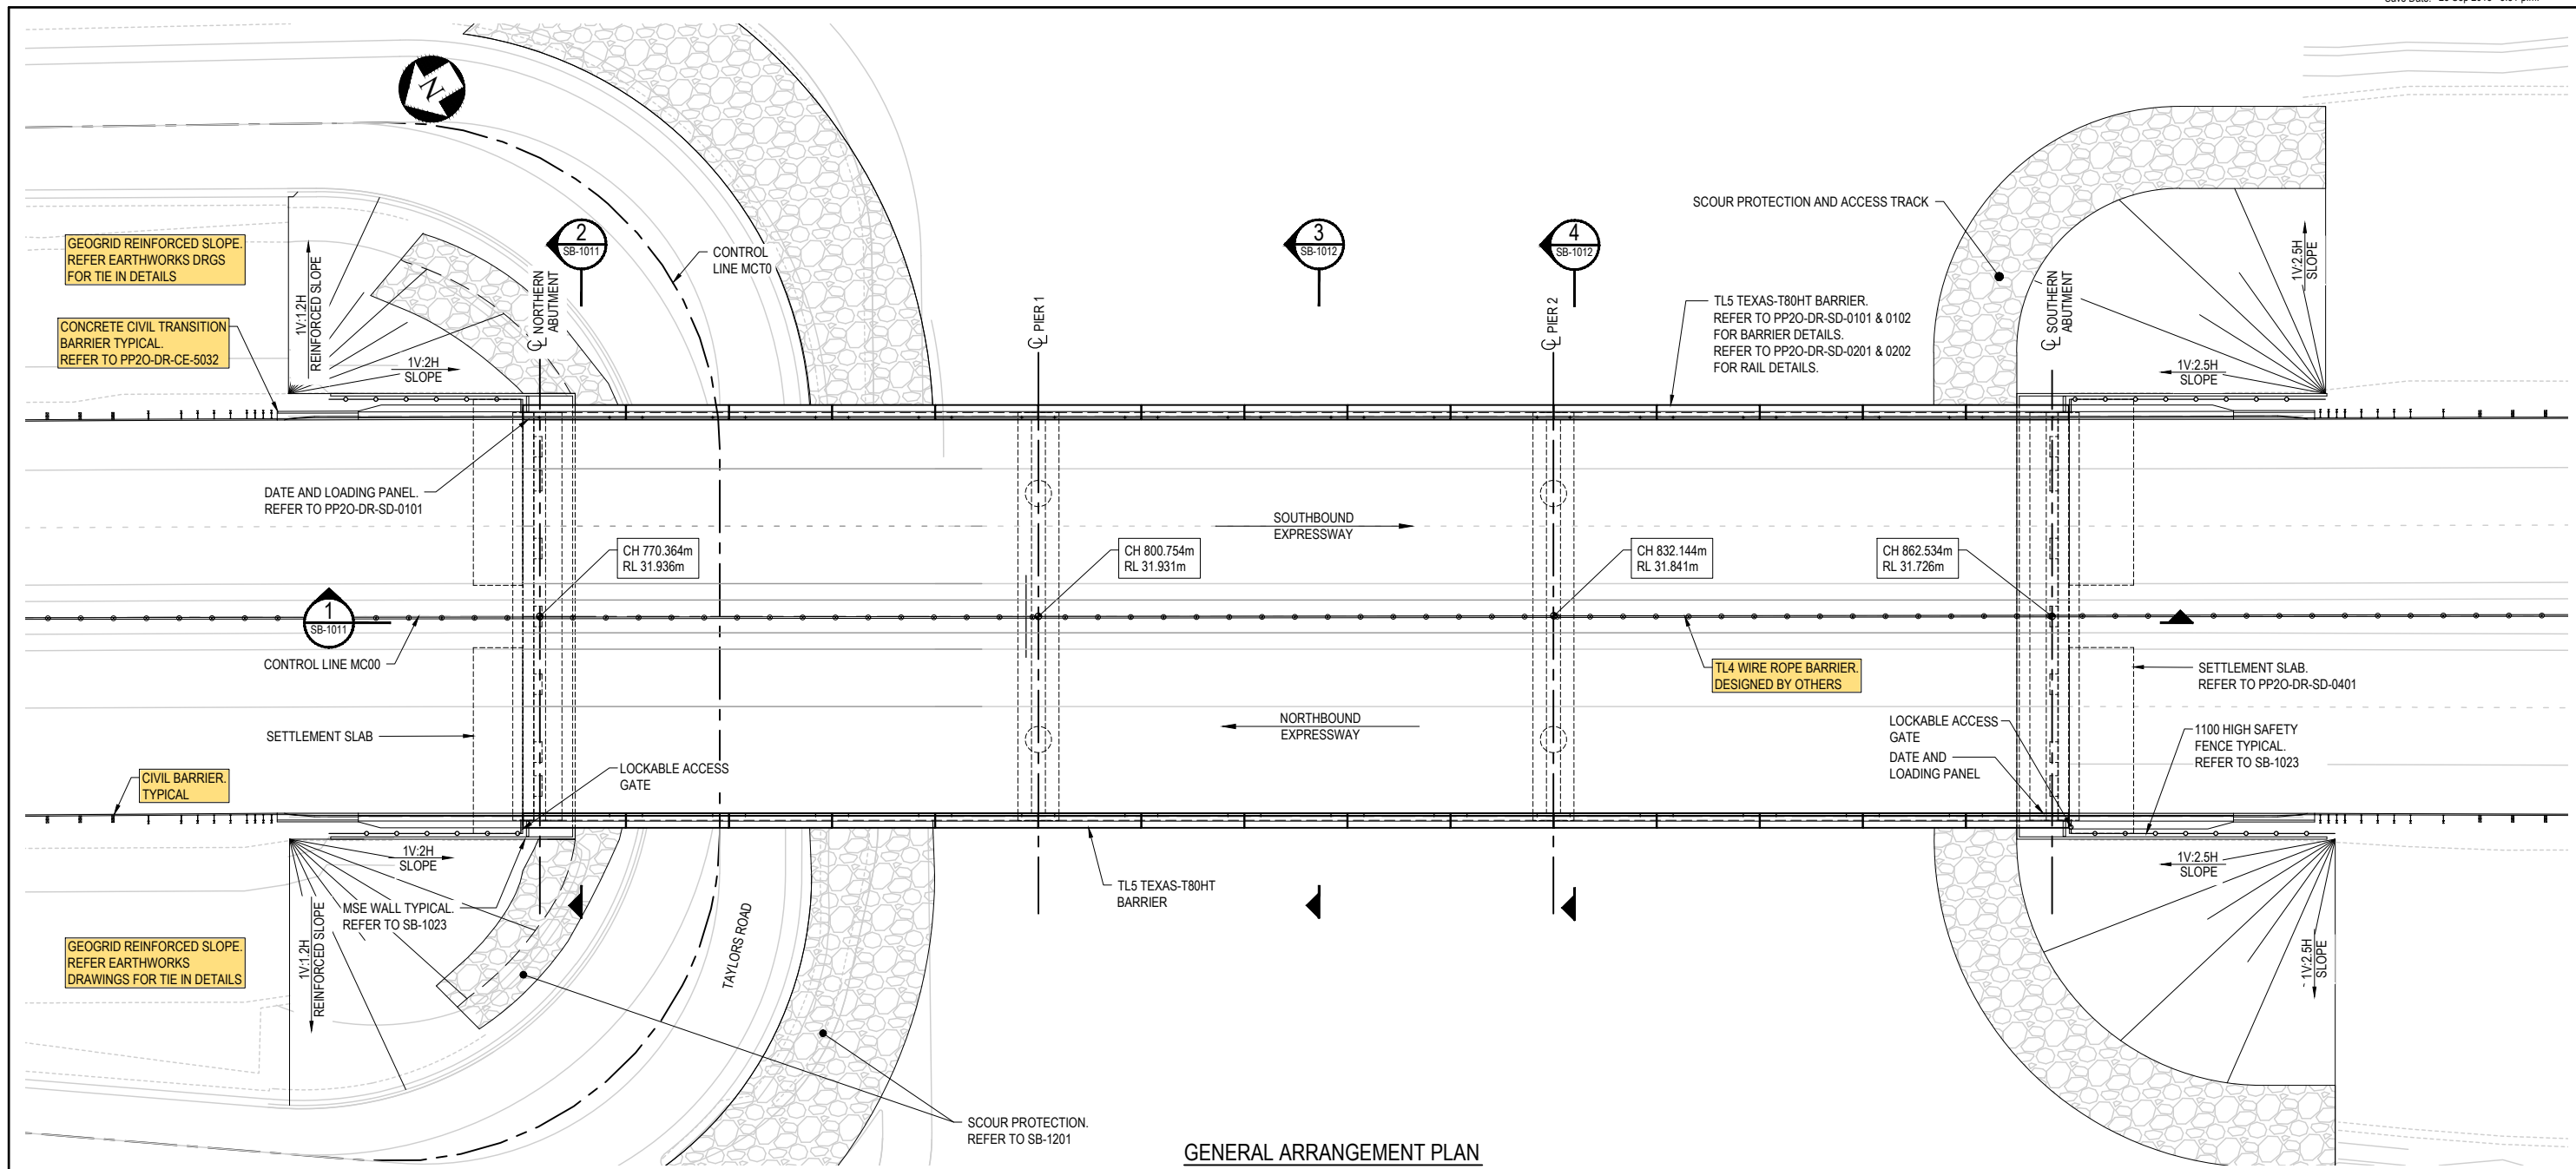 N
GEOGRID REINFORCED SLOPE.
REFER EARTHWORKS DRGS
FOR TIE IN DETAILS
CONCRETE CIVIL TRANSITION
BARRIER TYPICAL.
REFER TO PP2O-DR-CE-5032
1V:1.2H
REINFORCED SLOPE
1V:2H
SLOPE
NORTHERN
ABUTMENT
2
SB-1011
CONTROL
LINE MCT0
PIER 1
3
SB-1012
4
SB-1012
PIER 2
SCOUR PROTECTION AND ACCESS TRACK
TL5 TEXAS-T80HT BARRIER.
REFER TO PP2O-DR-SD-0101 & 0102
FOR BARRIER DETAILS.
REFER TO PP2O-DR-SD-0201 & 0202
FOR RAIL DETAILS.
SOUTHERN
ABUTMENT
1V:2.5H
SLOPE
1V:2.5H
SLOPE
DATE AND LOADING PANEL.
REFER TO PP2O-DR-SD-0101
SOUTHBOUND
EXPRESSWAY
CH 770.364m
RL 31.936m
CH 800.754m
RL 31.931m
CH 832.144m
RL 31.841m
CH 862.534m
RL 31.726m
1
SB-1011
CONTROL LINE MC00
TL4 WIRE ROPE BARRIER.
DESIGNED BY OTHERS
SETTLEMENT SLAB.
REFER TO PP2O-DR-SD-0401
SETTLEMENT SLAB
NORTHBOUND
EXPRESSWAY
LOCKABLE ACCESS
GATE
DATE AND
LOADING PANEL
1100 HIGH SAFETY
FENCE TYPICAL.
REFER TO SB-1023
CIVIL BARRIER.
TYPICAL
LOCKABLE ACCESS
GATE
1V:2H
SLOPE
1V:2.5H
SLOPE
TL5 TEXAS-T80HT
BARRIER
MSE WALL TYPICAL.
REFER TO SB-1023
GEOGRID REINFORCED SLOPE.
REFER EARTHWORKS
DRAWINGS FOR TIE IN DETAILS
1V:1.2H
REINFORCED SLOPE
TAYLORS ROAD
1V:2.5H
SLOPE
SCOUR PROTECTION.
REFER TO SB-1201
GENERAL ARRANGEMENT PLAN